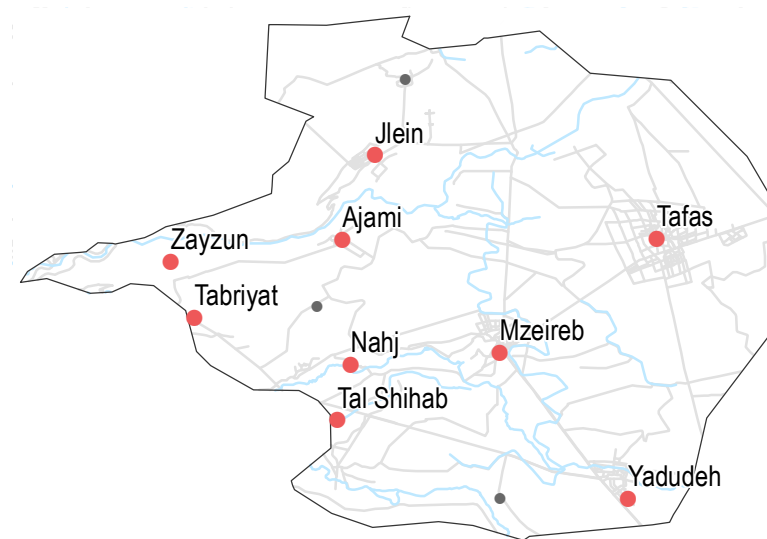 Jlein
Ajami
Tafas
Zayzun
Tabriyat
Mzeireb
Nahj
Tal Shihab
Yadudeh